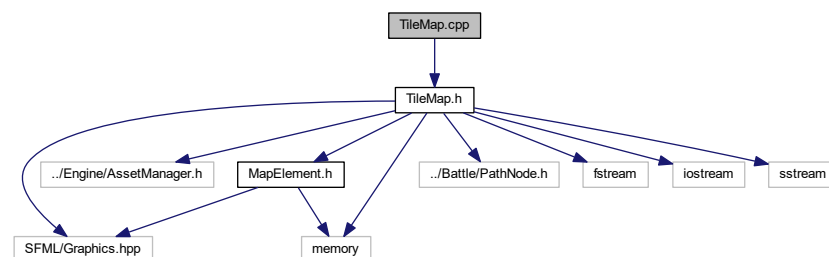 TileMap.cpp
TileMap.h
../Engine/AssetManager.h
MapElement.h
../Battle/PathNode.h
fstream
iostream
sstream
SFML/Graphics.hpp
memory